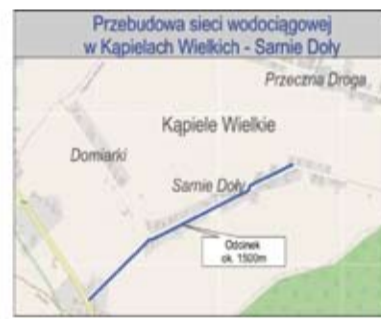 Przebudowa sieci wodociągowej
w Kąpielach Wielkich - Sarnie Doły
Przeczna Droga
Kąpiele Wielkie
Domiarki
Sarnie Doły
Odcinek
ok. 1500m